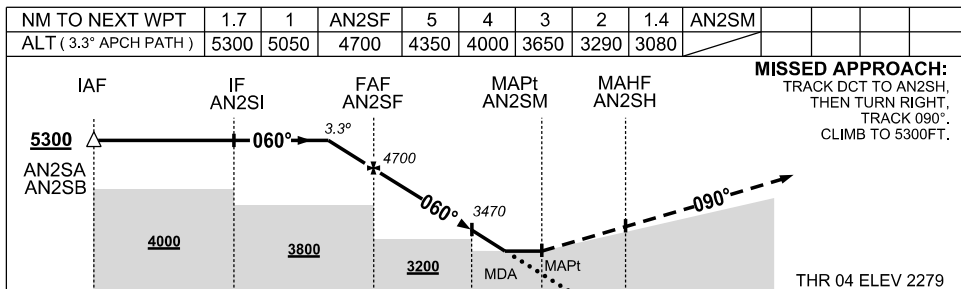 NM TO NEXT WPT 1.7 1 AN2SF 5 4 3 2 1.4 AN2SM
ALT ( 3.3° APCH PATH ) 5300 5050 4700 4350 4000 3650 3290 3080
MISSED APPROACH:
TRACK DCT TO AN2SH,
THEN TURN RIGHT,
TRACK 090°.
CLIMB TO 5300FT.
IAF
IF
AN2SI
FAF
AN2SF
MAPt
AN2SM
MAHF
AN2SH
5300
AN2SA
AN2SB
060°
3.3º
4700
060°
3470
090°
4000
3800
3200
MDA
MAPt
THR 04 ELEV 2279